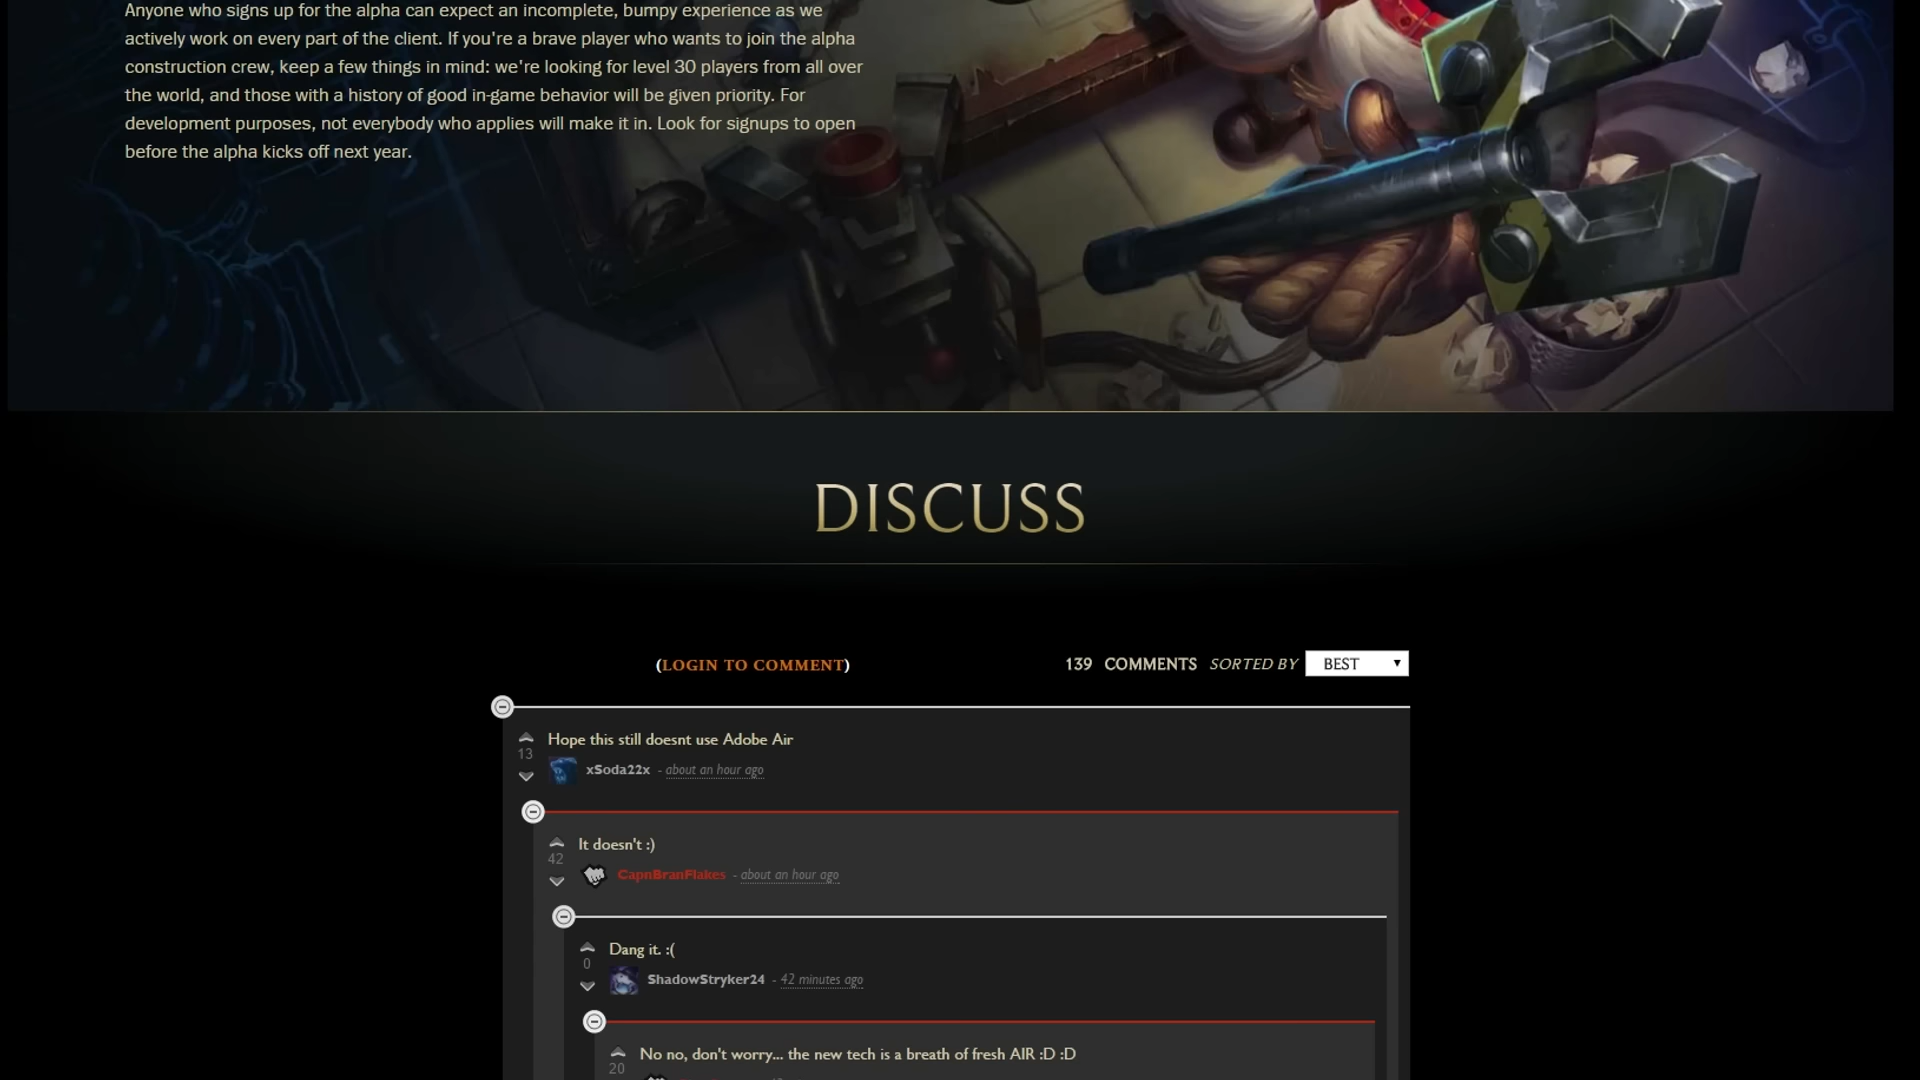 Anyone who signs up for the alpha can expect an incomplete, bumpy experience as we
actively work on every part of the client. If you're a brave player who wants to join the alpha
construction crew, keep a few things in mind: we're looking for level 30 players from all over
the world, and those with a history of good in-game behavior will be given priority. For
development purposes, not everybody who applies will make it in. Look for signups to open
before the alpha kicks off next year.
DISCUSS
(LOGIN TO COMMENT)
139 COMMENTS SORTED BY BEST
Hope this still doesnt use Adobe Air
13
xSoda22x - about an hour ago
It doesn't :)
42
CapnBranFlakes - about an hour ago
Dang it. :(
0
ShadowStryker24 - 42 minutes ago
No no, don't worry... the new tech is a breath of fresh AIR :D :D
20